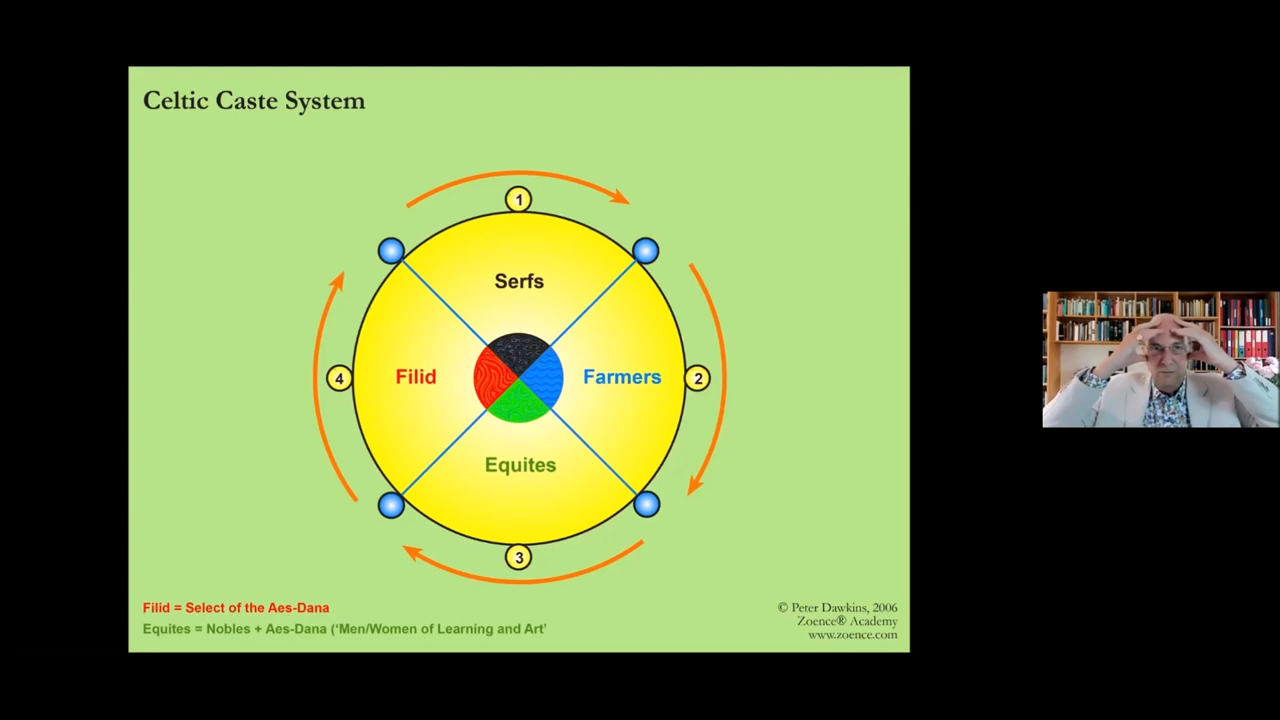 Celtic Caste System
1
Serfs
4
Filid
Farmers
2
Equites
3
Filid = Select of the Aes-Dana
Equites = Nobles + Aes-Dana (‘Men/Women of Learning and Art’
© Peter Dawkins, 2006
Zoence® Academy
www.zoence.com